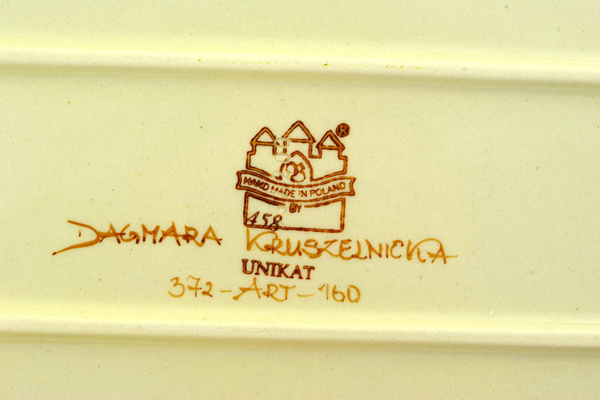 ®
HAND MADE IN POLAND
BY
458
DAGMARA KRUSZELNICKA
UNIKAT
372-ART-160